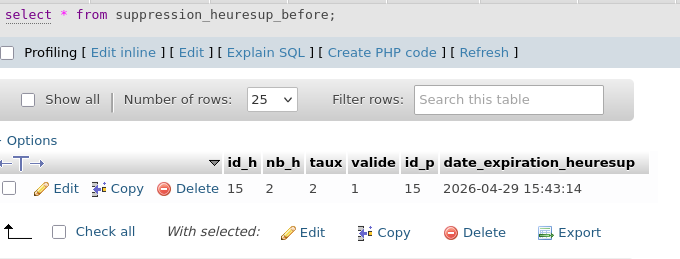 select * from suppression_heuresup_before;
Profiling [ Edit inline ] [ Edit ] [ Explain SQL ] [ Create PHP code ] [ Refresh ]
Show all | Number of rows: 25 Filter rows: Search this table
Options
id_h nb_h taux valide id_p date_expiration_heuresup
Edit Copy Delete 15 2 2 1 15 2026-04-29 15:43:14
Check all With selected: Edit Copy Delete Export